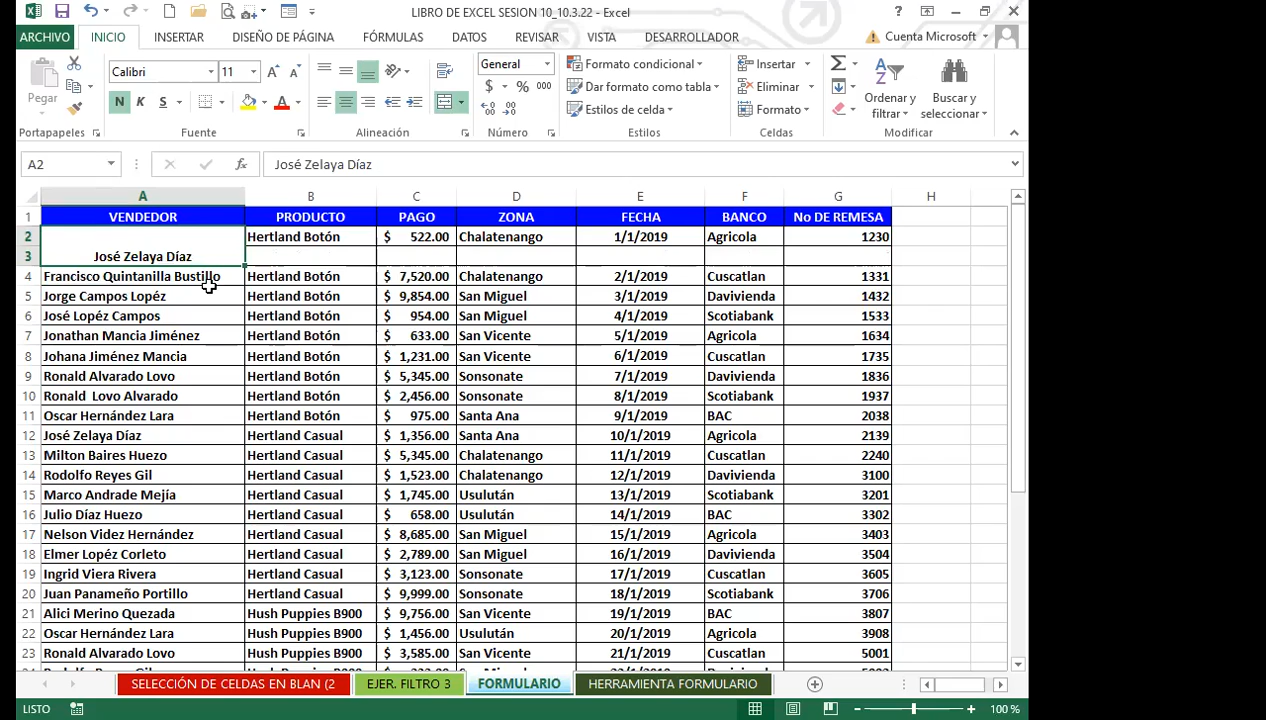 LIBRO DE EXCEL SESION 10_10.3.22 - Excel
ARCHIVO INICIO INSERTAR DISEÑO DE PÁGINA FÓRMULAS DATOS REVISAR VISTA DESARROLLADOR Cuenta Microsoft
Pegar
Calibri 11
N K S
General
$ % 000
Formato condicional
Dar formato como tabla
Estilos de celda
Insertar
Eliminar
Formato
Ordenar y filtrar
Buscar y seleccionar
Portapapeles Fuente Alineación Número Estilos Celdas Modificar
A2 fx José Zelaya Díaz
A B C D E F G H
1 VENDEDOR PRODUCTO PAGO ZONA FECHA BANCO No DE REMESA
2 Hertland Botón $ 522.00 Chalatenango 1/1/2019 Agricola 1230
3 José Zelaya Díaz
4 Francisco Quintanilla Bustillo Hertland Botón $ 7,520.00 Chalatenango 2/1/2019 Cuscatlan 1331
5 Jorge Campos Lopéz Hertland Botón $ 9,854.00 San Miguel 3/1/2019 Davivienda 1432
6 José Lopéz Campos Hertland Botón $ 954.00 San Miguel 4/1/2019 Scotiabank 1533
7 Jonathan Mancia Jiménez Hertland Botón $ 633.00 San Vicente 5/1/2019 Agricola 1634
8 Johana Jiménez Mancia Hertland Botón $ 1,231.00 San Vicente 6/1/2019 Cuscatlan 1735
9 Ronald Alvarado Lovo Hertland Botón $ 5,345.00 Sonsonate 7/1/2019 Davivienda 1836
10 Ronald Lovo Alvarado Hertland Botón $ 2,456.00 Sonsonate 8/1/2019 Scotiabank 1937
11 Oscar Hernández Lara Hertland Botón $ 975.00 Santa Ana 9/1/2019 BAC 2038
12 José Zelaya Díaz Hertland Casual $ 1,356.00 Santa Ana 10/1/2019 Agricola 2139
13 Milton Baires Huezo Hertland Casual $ 5,345.00 Chalatenango 11/1/2019 Cuscatlan 2240
14 Rodolfo Reyes Gil Hertland Casual $ 1,523.00 Chalatenango 12/1/2019 Davivienda 3100
15 Marco Andrade Mejía Hertland Casual $ 1,745.00 Usulután 13/1/2019 Scotiabank 3201
16 Julio Díaz Huezo Hertland Casual $ 658.00 Usulután 14/1/2019 BAC 3302
17 Nelson Videz Hernández Hertland Casual $ 8,685.00 San Miguel 15/1/2019 Agricola 3403
18 Elmer Lopéz Corleto Hertland Casual $ 2,789.00 San Miguel 16/1/2019 Davivienda 3504
19 Ingrid Viera Rivera Hertland Casual $ 3,123.00 Sonsonate 17/1/2019 Cuscatlan 3605
20 Juan Panameño Portillo Hertland Casual $ 9,999.00 Sonsonate 18/1/2019 Scotiabank 3706
21 Alici Merino Quezada Hush Puppies B900 $ 9,756.00 San Vicente 19/1/2019 BAC 3807
22 Oscar Hernández Lara Hush Puppies B900 $ 1,456.00 Usulután 20/1/2019 Agricola 3908
23 Ronald Alvarado Lovo Hush Puppies B900 $ 3,585.00 San Vicente 21/1/2019 Cuscatlan 5001
SELECCIÓN DE CELDAS EN BLAN (2 EJER. FILTRO 3 FORMULARIO HERRAMIENTA FORMULARIO
LISTO 100 %